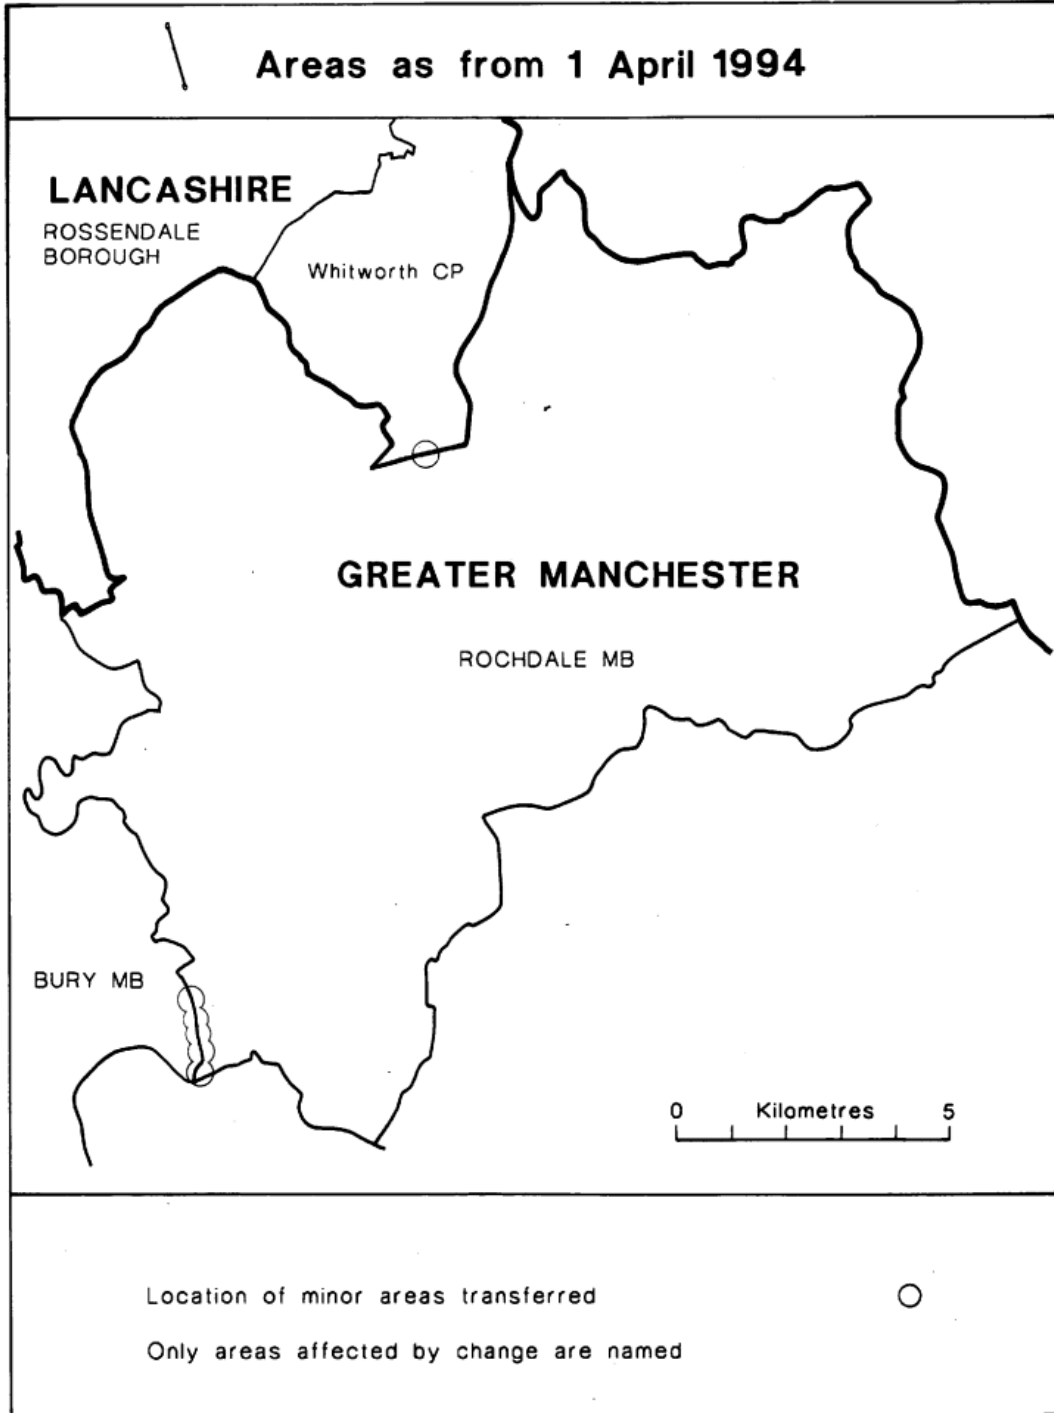 Areas as from 1 April 1994
LANCASHIRE
ROSSENDALE
BOROUGH
Whitworth CP
GREATER MANCHESTER
ROCHDALE MB
BURY MB
0 Kilometres 5
Location of minor areas transferred
Only areas affected by change are named